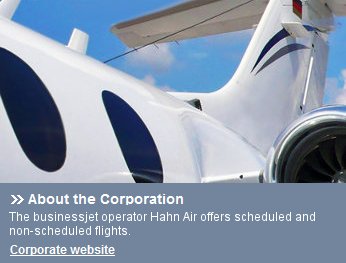 >> About the Corporation
The businessjet operator Hahn Air offers scheduled and
non-scheduled flights.
Corporate website